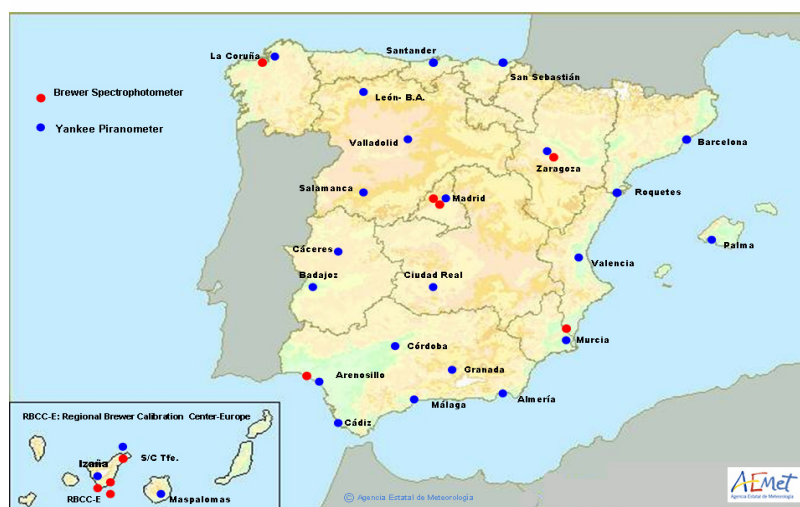 La Coruña
Santander
San Sebastián
Brewer Spectrophotometer
León- B.A.
Yankee Piranometer
Valladolid
Barcelona
Zaragoza
Salamanca
Madrid
Roquetes
Palma
Cáceres
Valencia
Badajoz
Ciudad Real
Murcia
Córdoba
Arenosillo
Granada
Almería
Málaga
Cádiz
RBCC-E: Regional Brewer Calibration Center-Europe
S/C Tfe.
Izaña
RBCC-E
Maspalomas
© Agencia Estatal de Meteorología
AEmet
Agencia Estatal de Meteorología